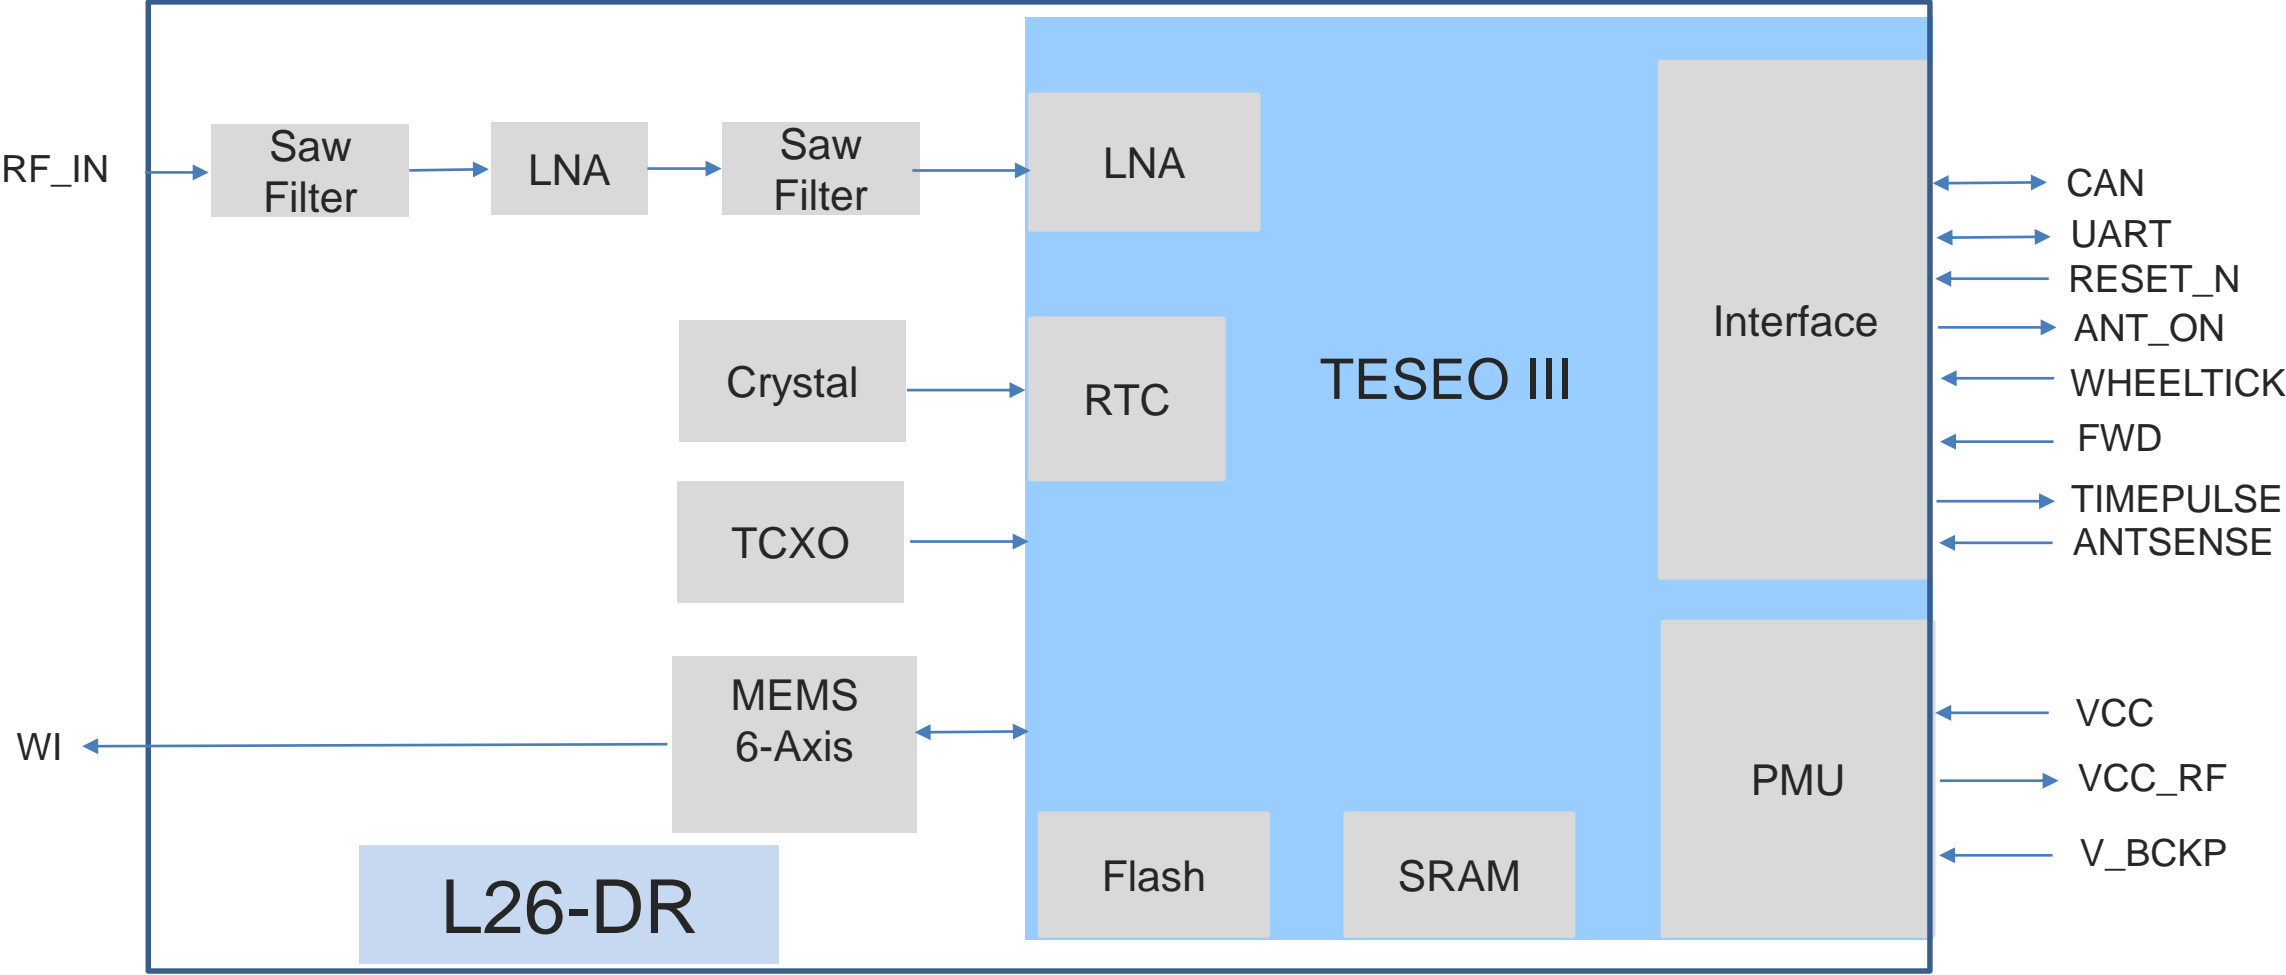 RF_IN
Saw
Filter
LNA
Saw
Filter
LNA
Crystal
RTC
TCXO
MEMS
6-Axis
WI
L26-DR
TESEO III
Flash
SRAM
Interface
PMU
CAN
UART
RESET_N
ANT_ON
WHEELTICK
FWD
TIMEPULSE
ANTSENSE
VCC
VCC_RF
V_BCKP